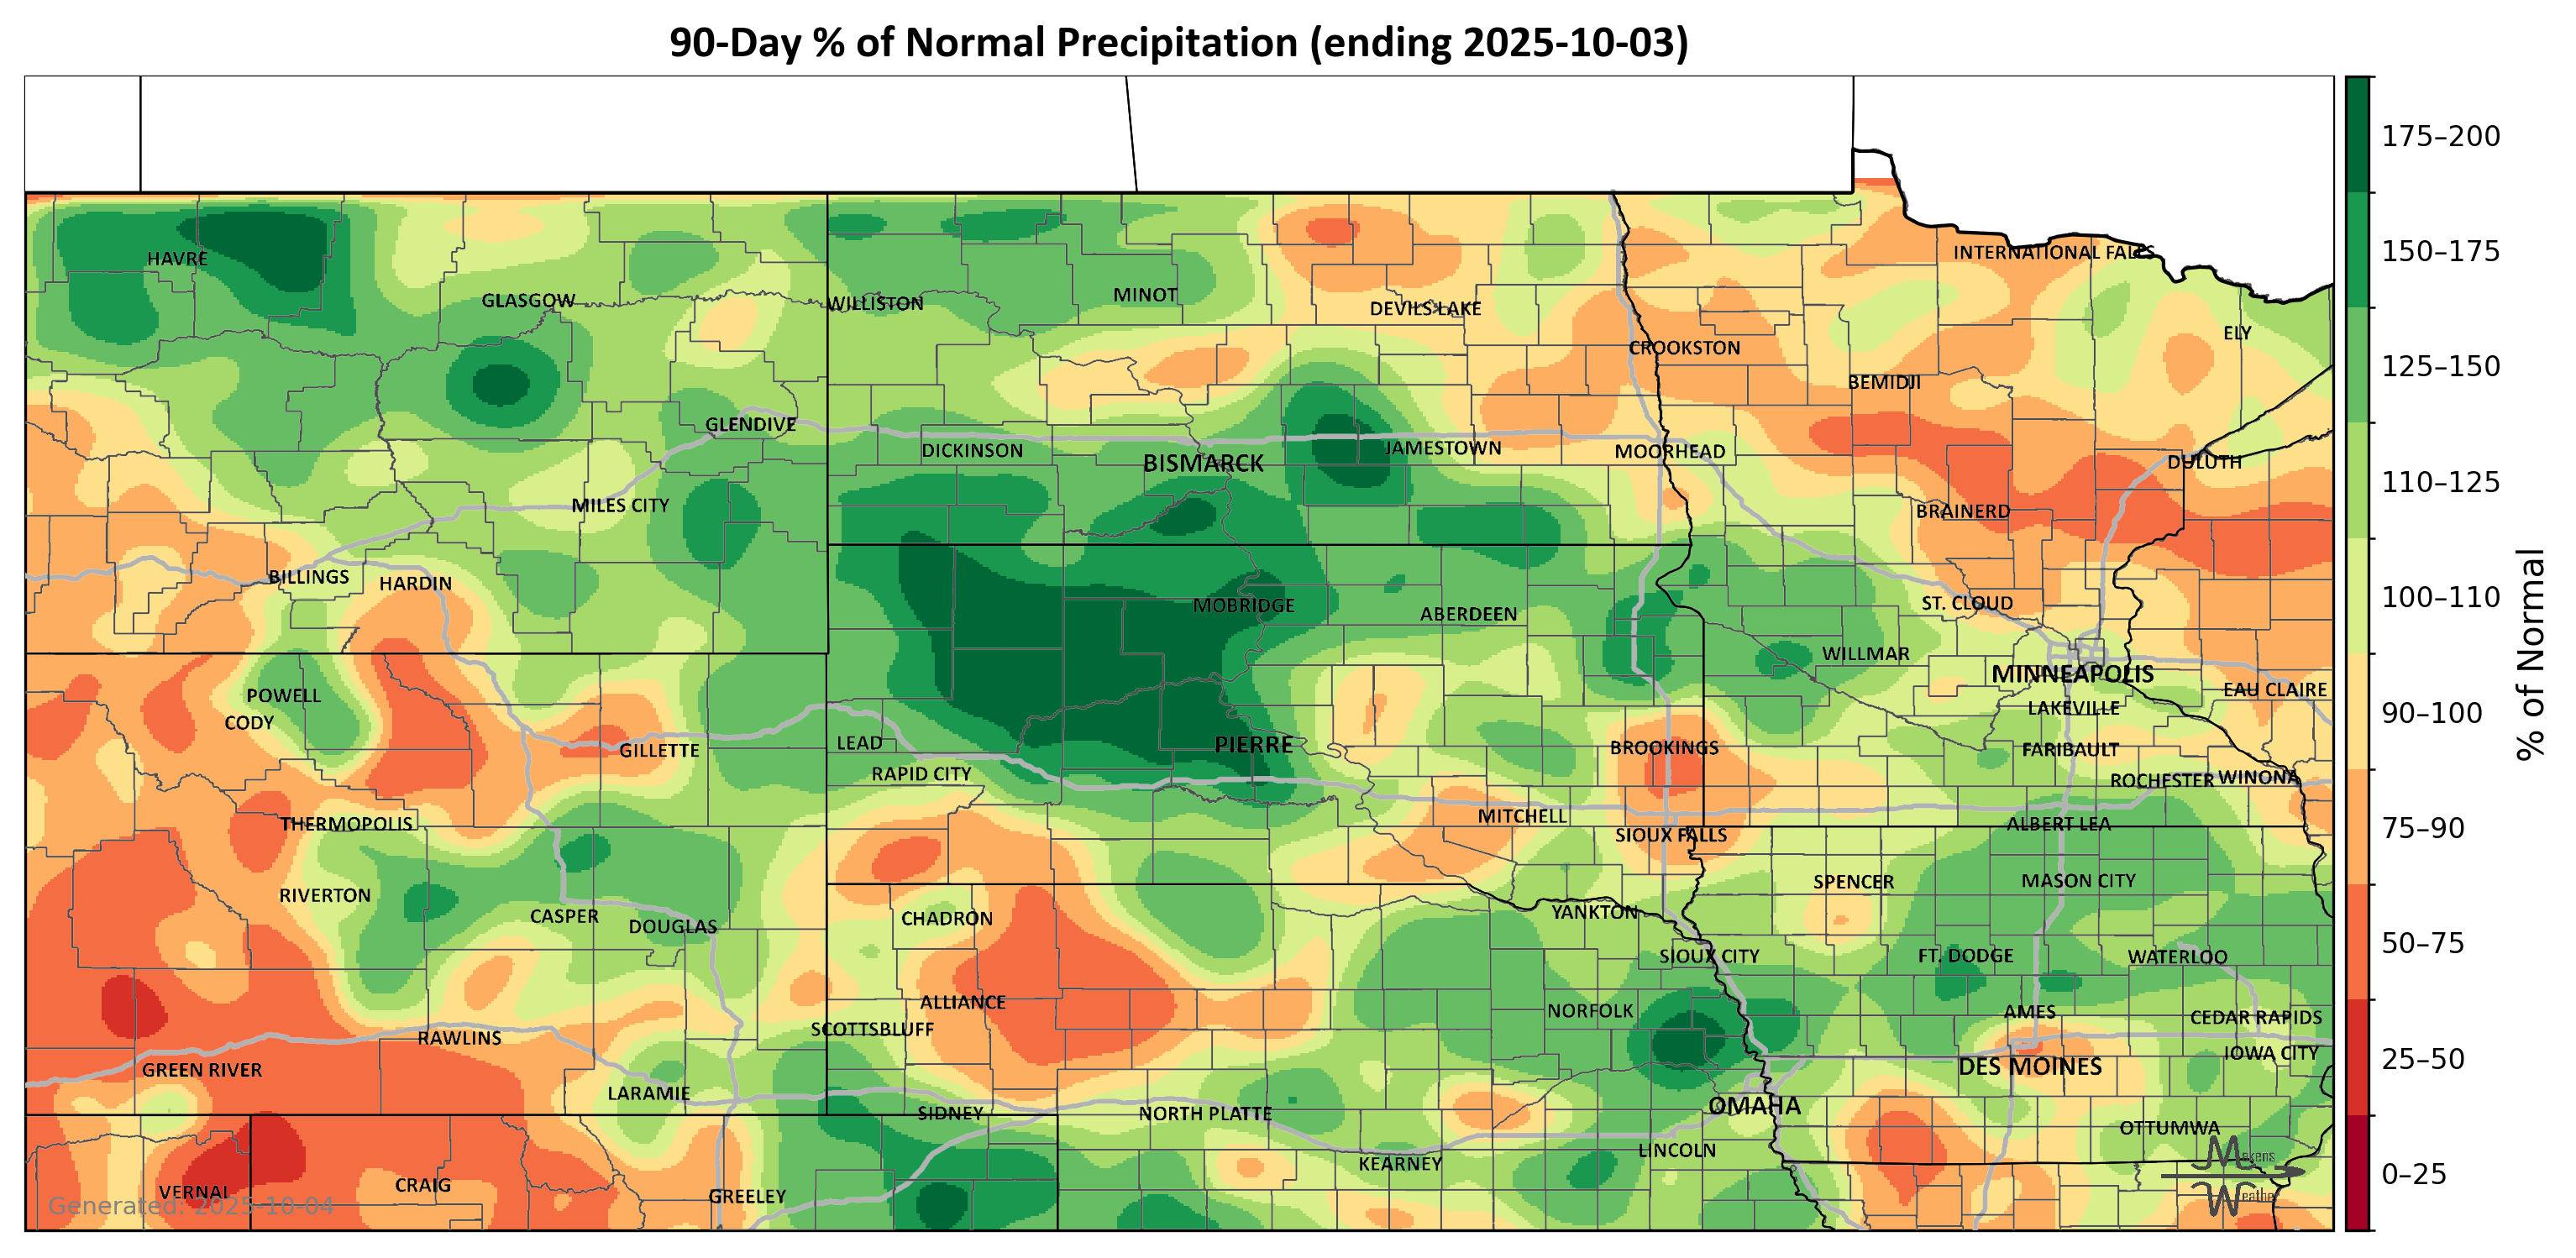 90-Day % of Normal Precipitation (ending 2025-10-03)
175–200
150–175
125–150
110–125
100–110
90–100
75–90
50–75
25–50
0–25
% of Normal
HAVRE
GLASGOW
WILLISTON
MINOT
DEVILS LAKE
INTERNATIONAL FALLS
ELY
CROOKSTON
BEMIDJI
GLENDIVE
DICKINSON
BISMARCK
JAMESTOWN
MOORHEAD
DULUTH
MILES CITY
BRAINERD
BILLINGS
HARDIN
MOBRIDGE
ABERDEEN
ST. CLOUD
WILLMAR
MINNEAPOLIS
POWELL
EAU CLAIRE
CODY
LAKEVILLE
GILLETTE
LEAD
PIERRE
BROOKINGS
FARIBAULT
RAPID CITY
ROCHESTER
WINONA
THERMOPOLIS
MITCHELL
SIOUX FALLS
ALBERT LEA
RIVERTON
SPENCER
MASON CITY
CASPER
DOUGLAS
CHADRON
YANKTON
SIOUX CITY
FT. DODGE
WATERLOO
ALLIANCE
NORFOLK
AMES
CEDAR RAPIDS
SCOTTSBLUFF
RAWLINS
IOWA CITY
GREEN RIVER
DES MOINES
LARAMIE
SIDNEY
NORTH PLATTE
OMAHA
OTTUMWA
LINCOLN
KEARNEY
VERNAL
CRAIG
GREELEY
Makens
Weather
Generated: 2025-10-04